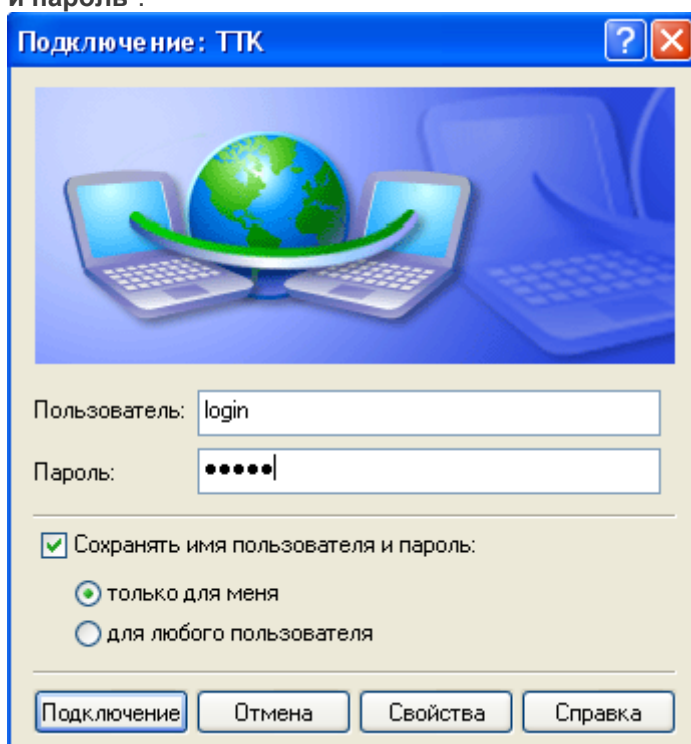 и пароль".
Подключение: ТТК
Пользователь: login
Пароль: •••••
Сохранять имя пользователя и пароль:
только для меня
для любого пользователя
Подключение Отмена Свойства Справка